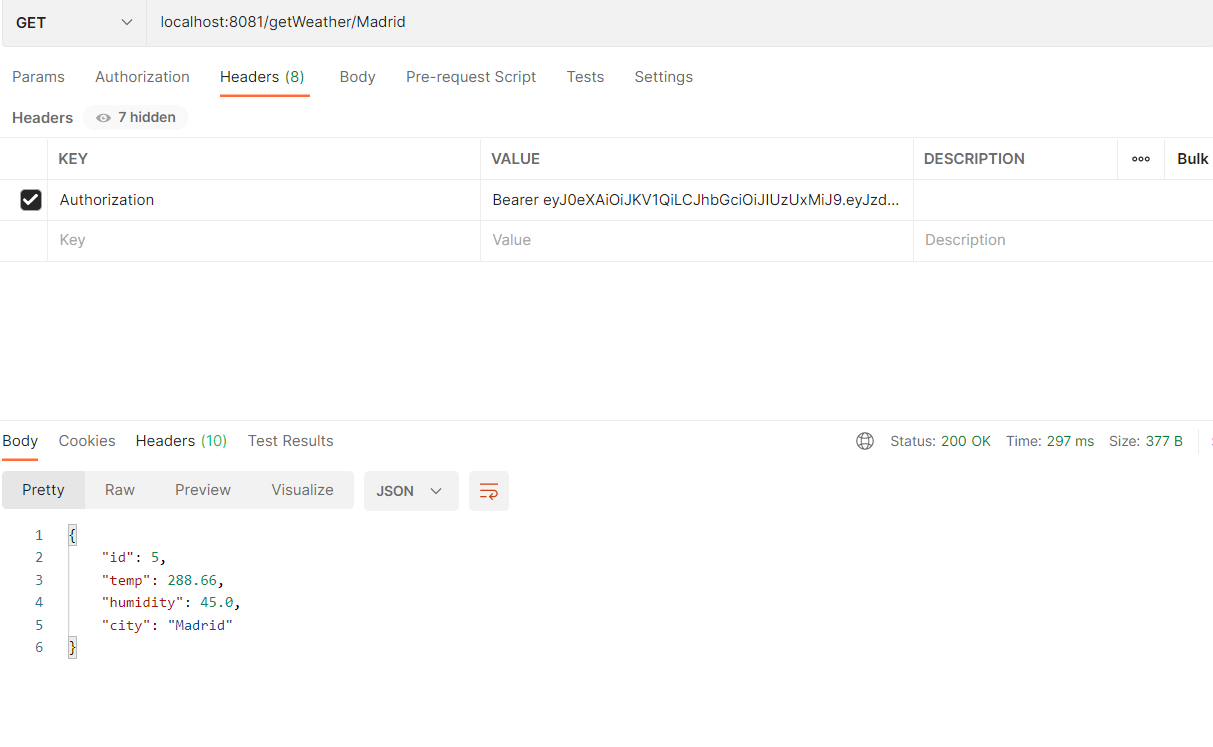 GET localhost:8081/getWeather/Madrid
Params Authorization Headers (8) Body Pre-request Script Tests Settings
Headers 7 hidden
KEY VALUE DESCRIPTION Bulk
Authorization Bearer eyJ0eXAiOiJKV1QiLCJhbGciOiJIUzUxMiJ9.eyJzd...
Key Value Description
Body Cookies Headers (10) Test Results Status: 200 OK Time: 297 ms Size: 377 B
Pretty Raw Preview Visualize JSON
1 {
2 "id": 5,
3 "temp": 288.66,
4 "humidity": 45.0,
5 "city": "Madrid"
6 }